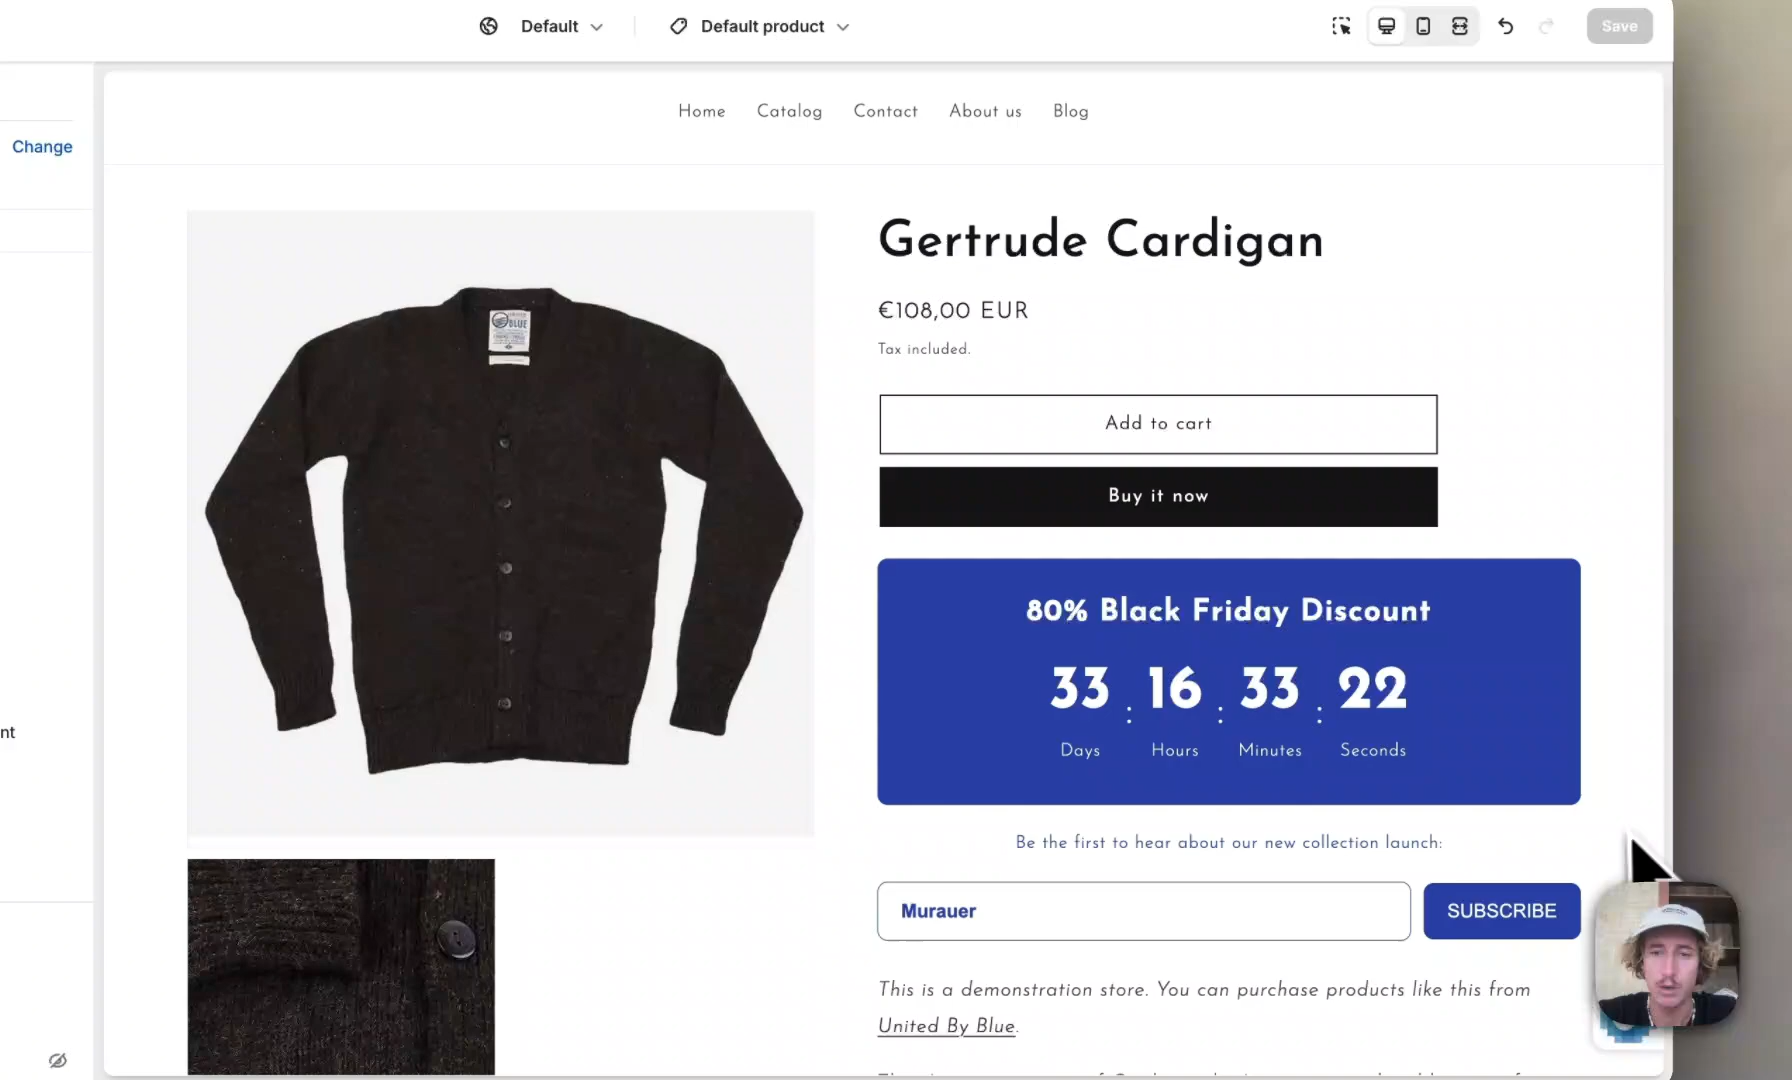 Default
Default product
Save
Change
Home Catalog Contact About us Blog
Gertrude Cardigan
€108,00 EUR
Tax included.
Add to cart
Buy it now
BLUE
80% Black Friday Discount
33 : 16 : 33 : 22
Days Hours Minutes Seconds
nt
Be the first to hear about our new collection launch:
Murauer
SUBSCRIBE
This is a demonstration store. You can purchase products like this from
United By Blue.